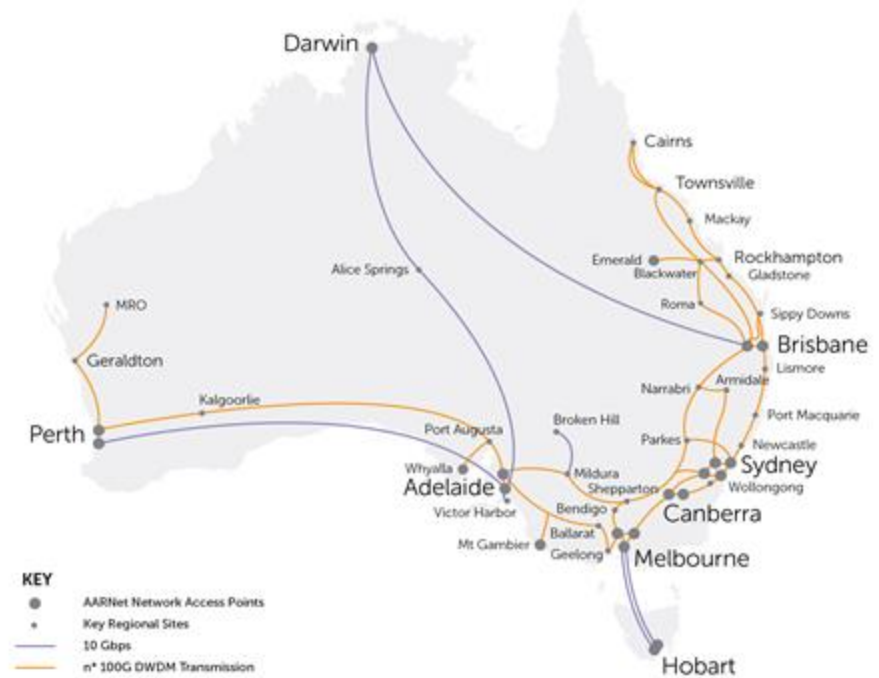 Darwin
Cairns
Townsville
Mackay
Emerald
Rockhampton
Blackwater
Gladstone
Alice Springs
Roma
MRO
Sippy Downs
Brisbane
Geraldton
Lismore
Armidale
Narrabri
Kalgoorlie
Port Macquarie
Broken Hill
Perth
Port Augusta
Parkes
Newcastle
Sydney
Whyalla
Mildura
Adelaide
Shepparton
Wollongong
Victor Harbor
Bendigo
Canberra
Ballarat
Mt Gambier
Geelong
Melbourne
KEY
AARNet Network Access Points
Key Regional Sites
10 Gbps
n* 100G DWDM Transmission
Hobart